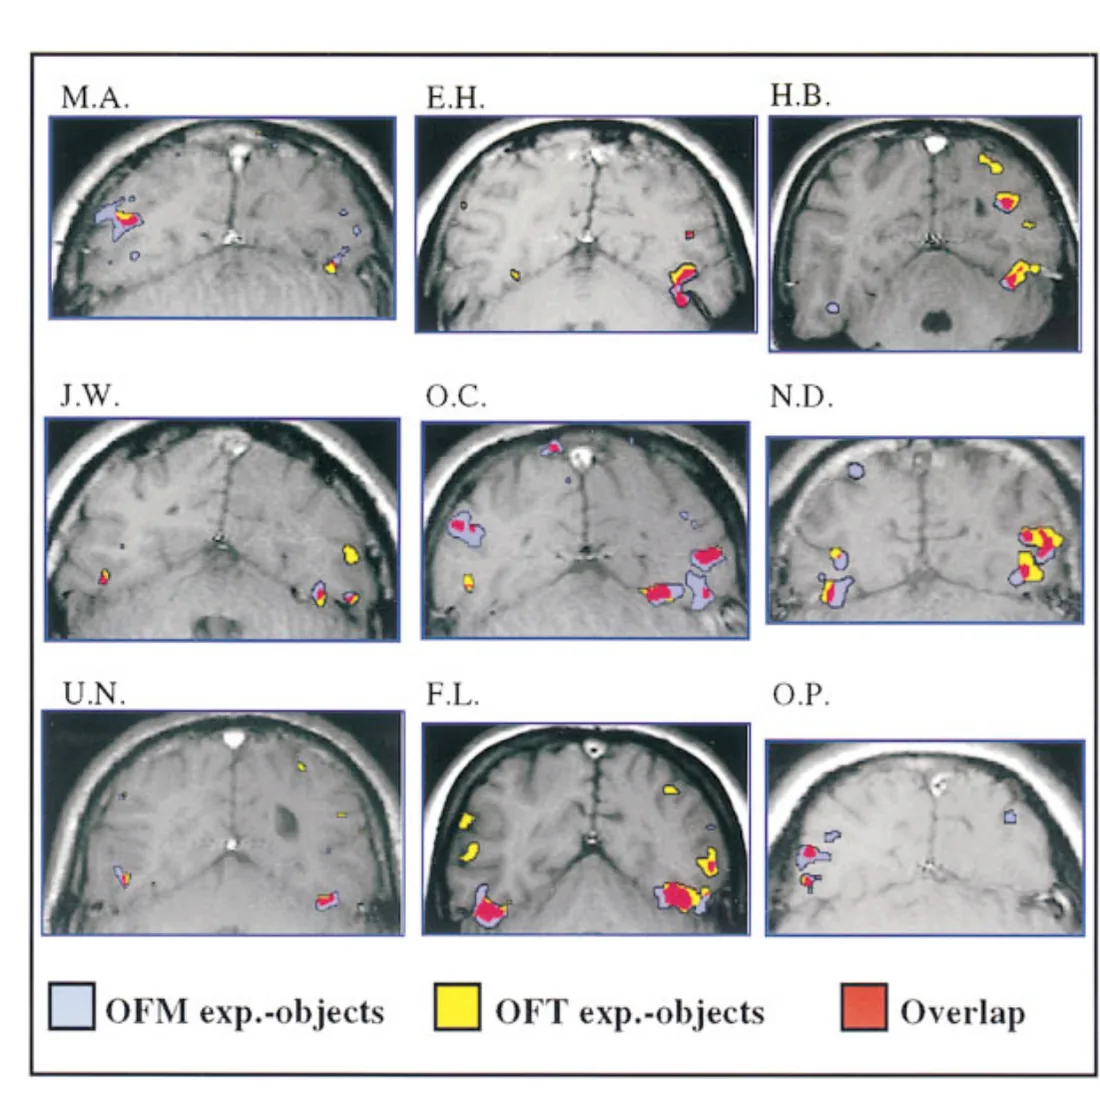 M.A.
E.H.
H.B.
J.W.
O.C.
N.D.
U.N.
F.L.
O.P.
OFM exp.-objects
OFT exp.-objects
Overlap